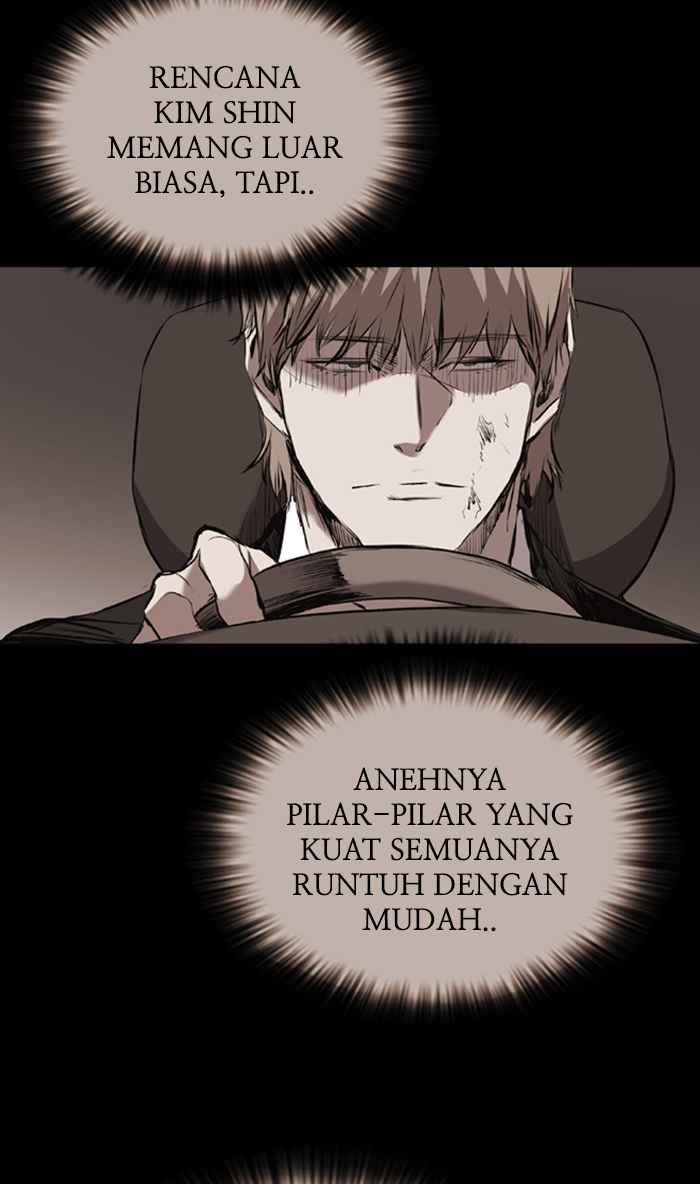 RENCANA
KIM SHIN
MEMANG LUAR
BIASA, TAPI..
ANEHNYA
PILAR-PILAR YANG
KUAT SEMUANYA
RUNTUH DENGAN
MUDAH..